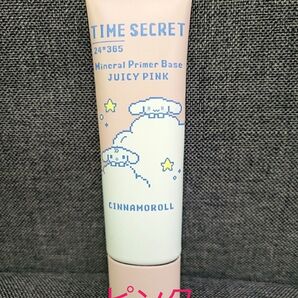 TIME SECRET
24*365
Mineral Primer Base
JUICY PINK
CINNAMOROLL
ピンク